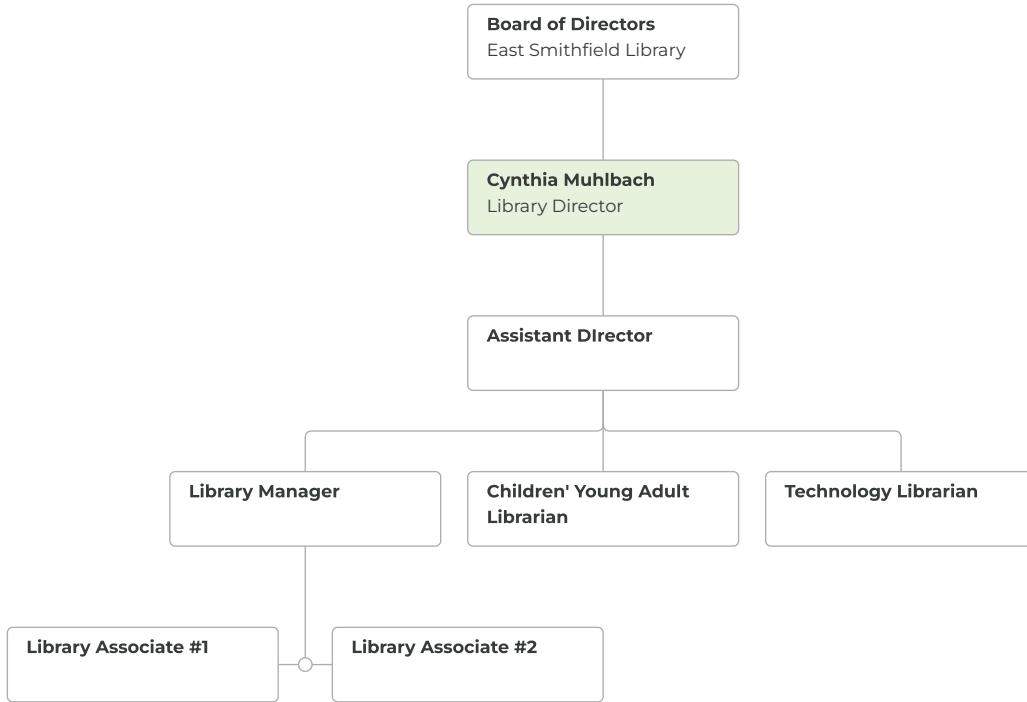 Board of Directors
East Smithfield Library
Cynthia Muhlbach
Library Director
Assistant DIrector
Library Manager
Children' Young Adult
Librarian
Technology Librarian
Library Associate #1
Library Associate #2